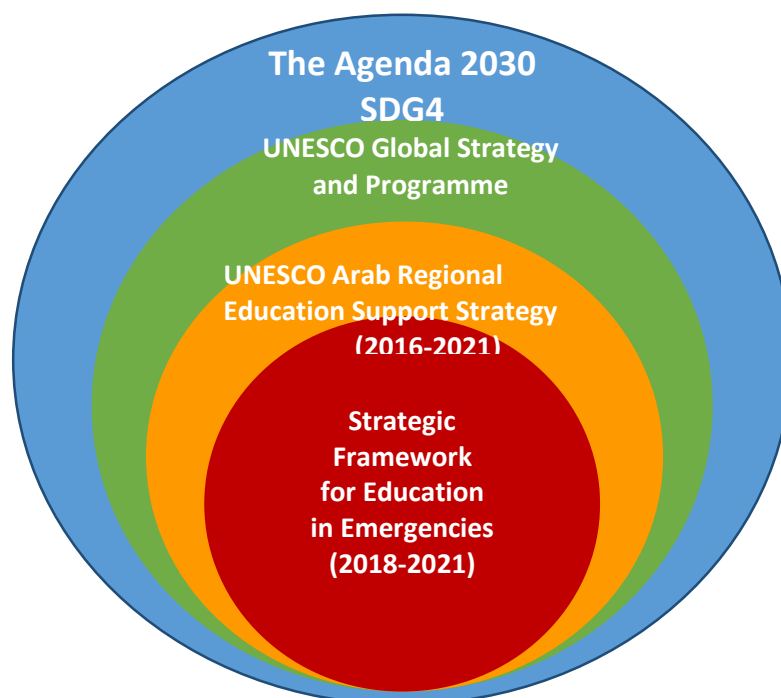 The Agenda 2030
SDG4
UNESCO Global Strategy
and Programme
UNESCO Arab Regional
Education Support Strategy
(2016-2021)
Strategic
Framework
for Education
in Emergencies
(2018-2021)